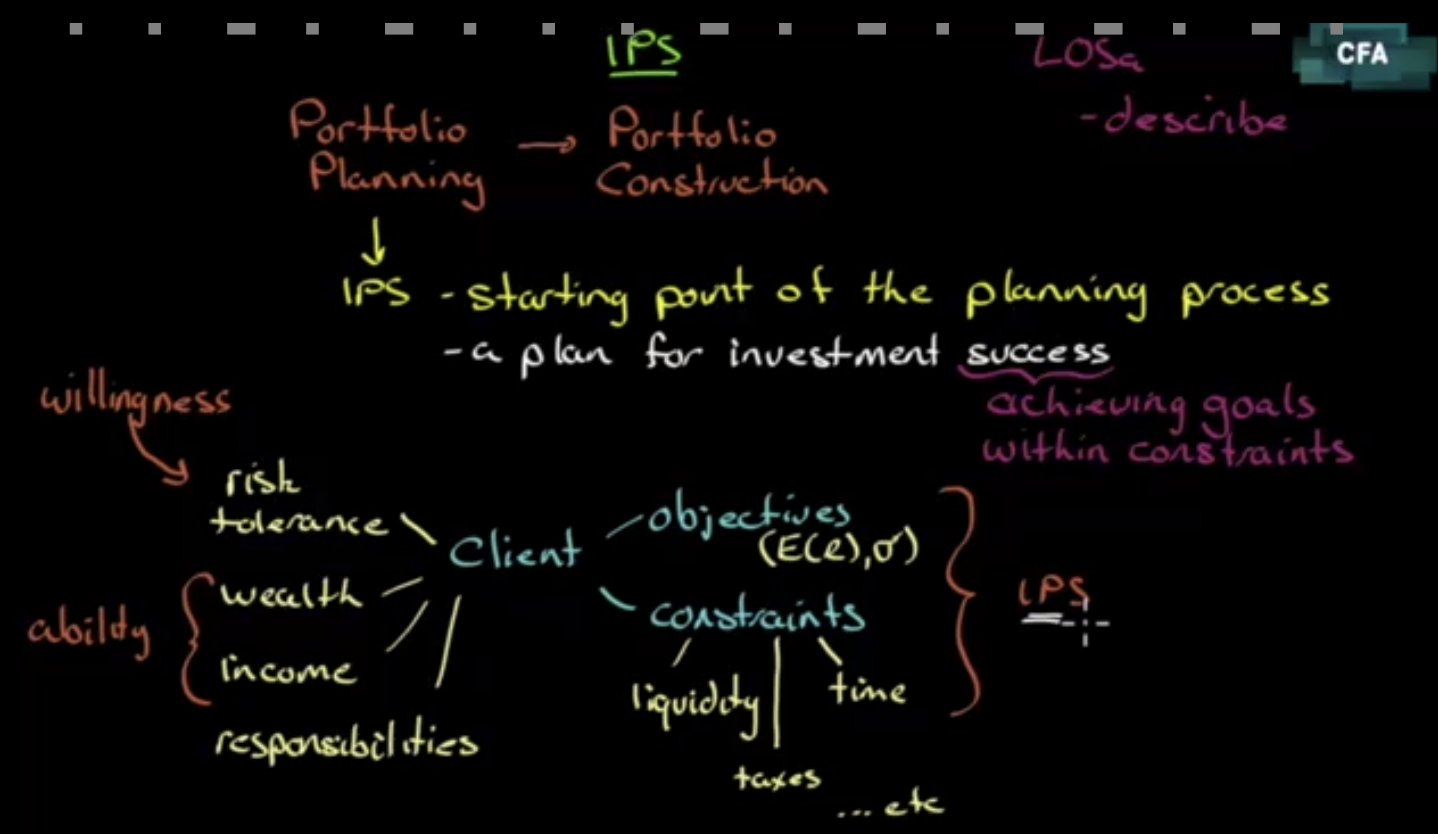 IPS
LOSa
CFA
- describe
Portfolio Planning → Portfolio Construction
IPS - starting point of the planning process
- a plan for investment success
achieving goals
within constraints
willingness
risk
tolerance
Client
objectives
(E(R), σ)
wealth
ability
income
responsibilities
constraints
liquidity
time
taxes
... etc
IPS